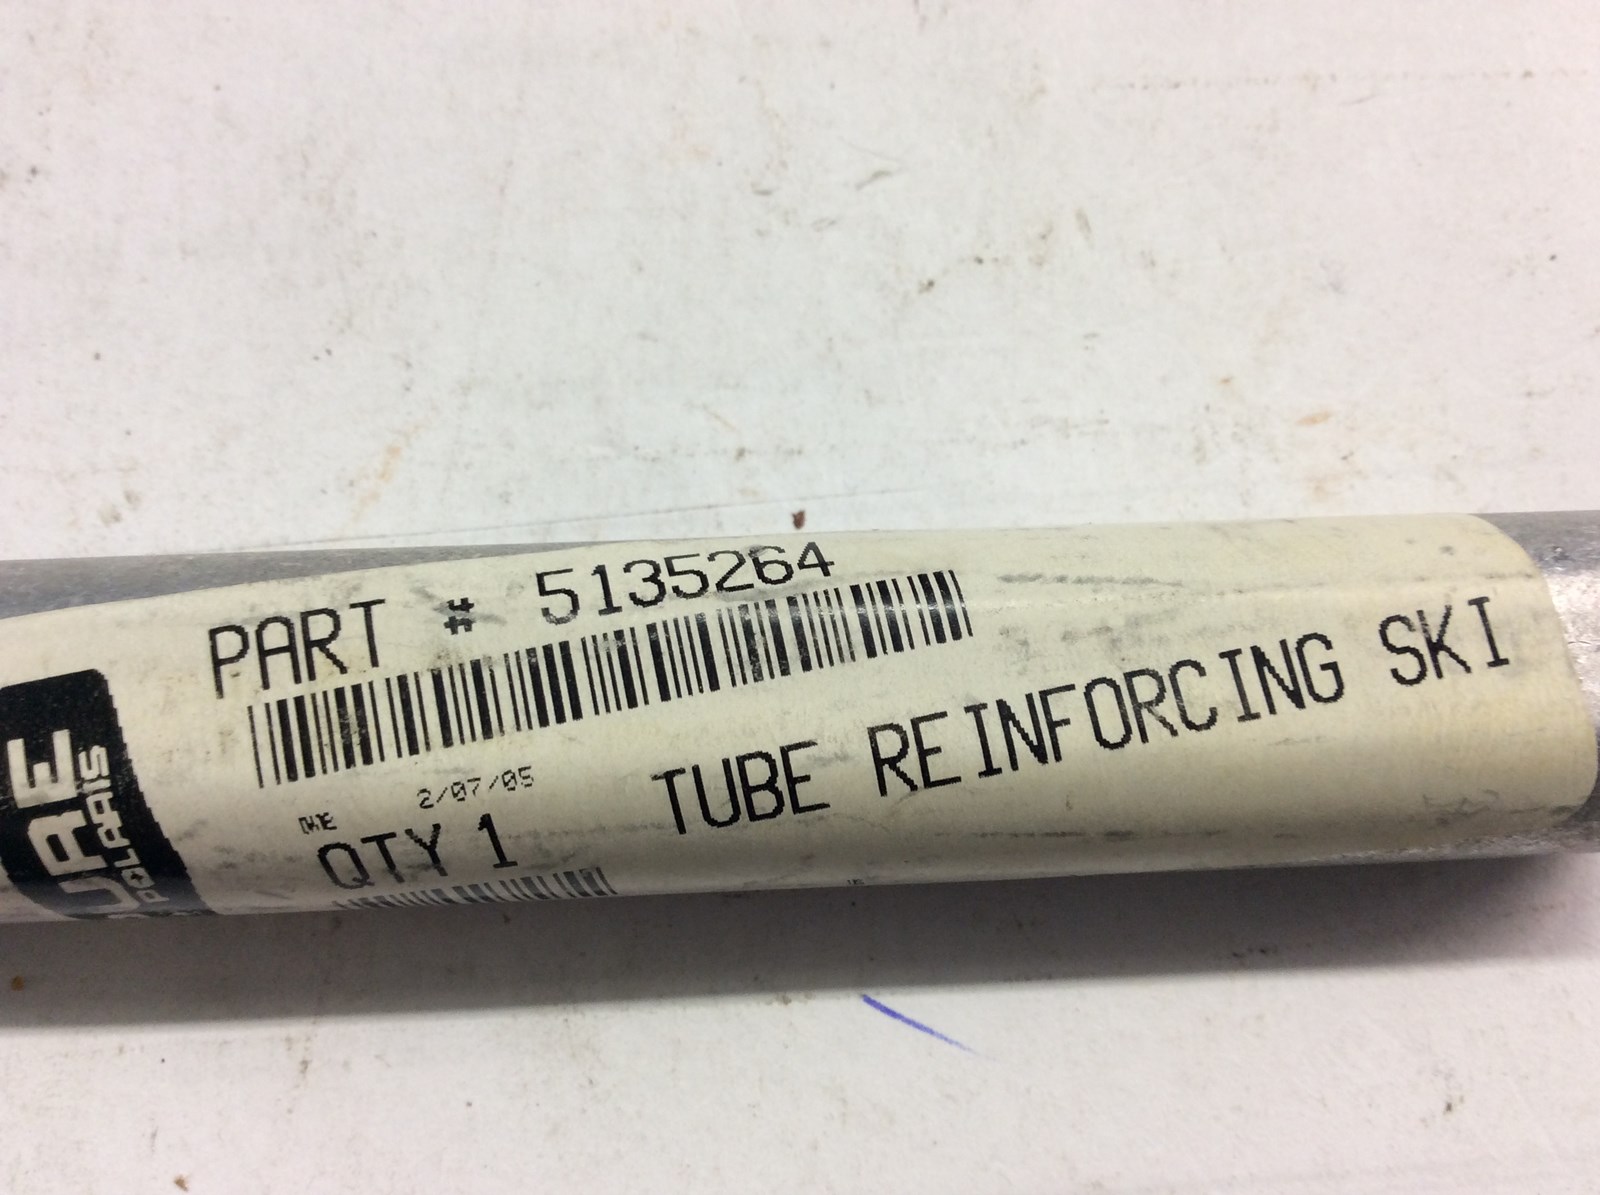 PART # 5135264
2/07/05
QTY 1
TUBE REINFORCING SKI
POLARIS